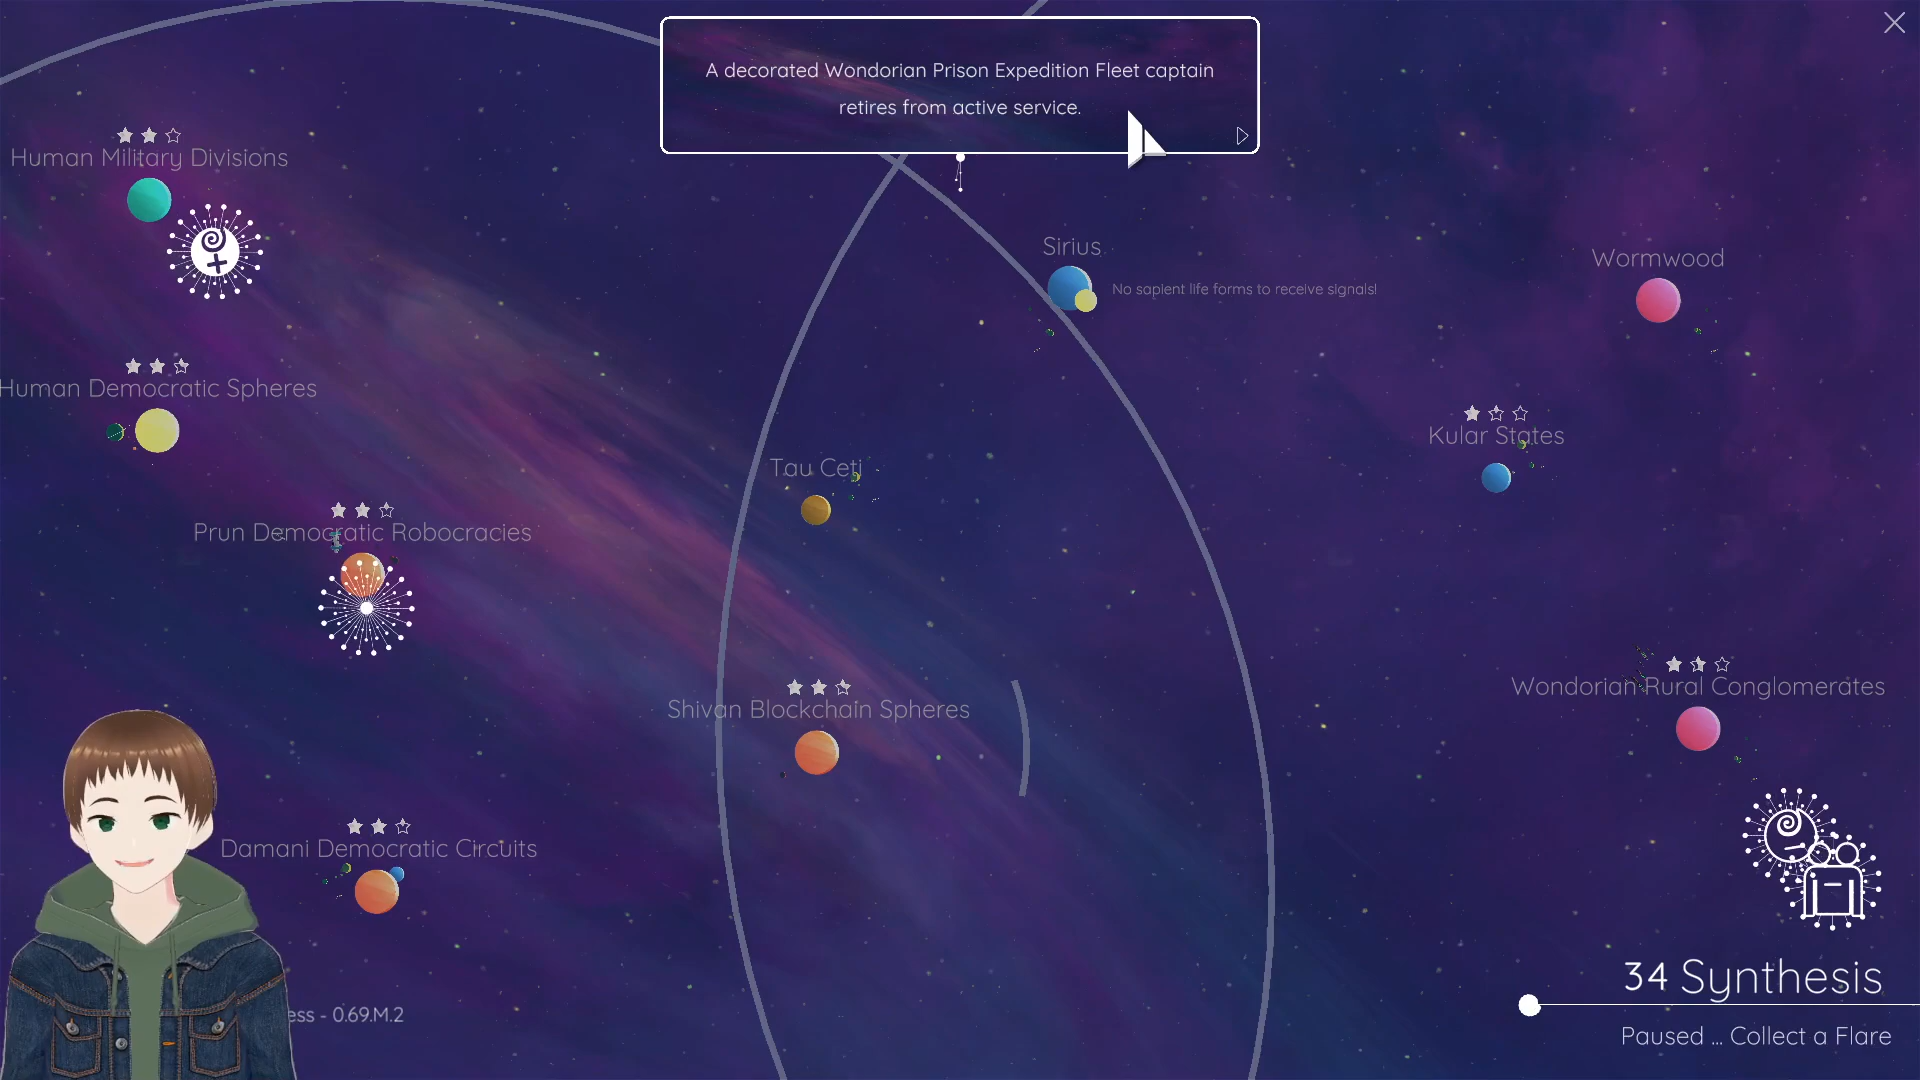 A decorated Wondorian Prison Expedition Fleet captain
retires from active service.
Human Military Divisions
Sirius
No sapient life forms to receive signals!
Wormwood
Human Democratic Spheres
Kular States
Tau Ceti
Prun Democratic Robocracies
Wondorian Rural Conglomerates
Shivan Blockchain Spheres
Damani Democratic Circuits
34 Synthesis
ess - 0.69.M.2
Paused ... Collect a Flare